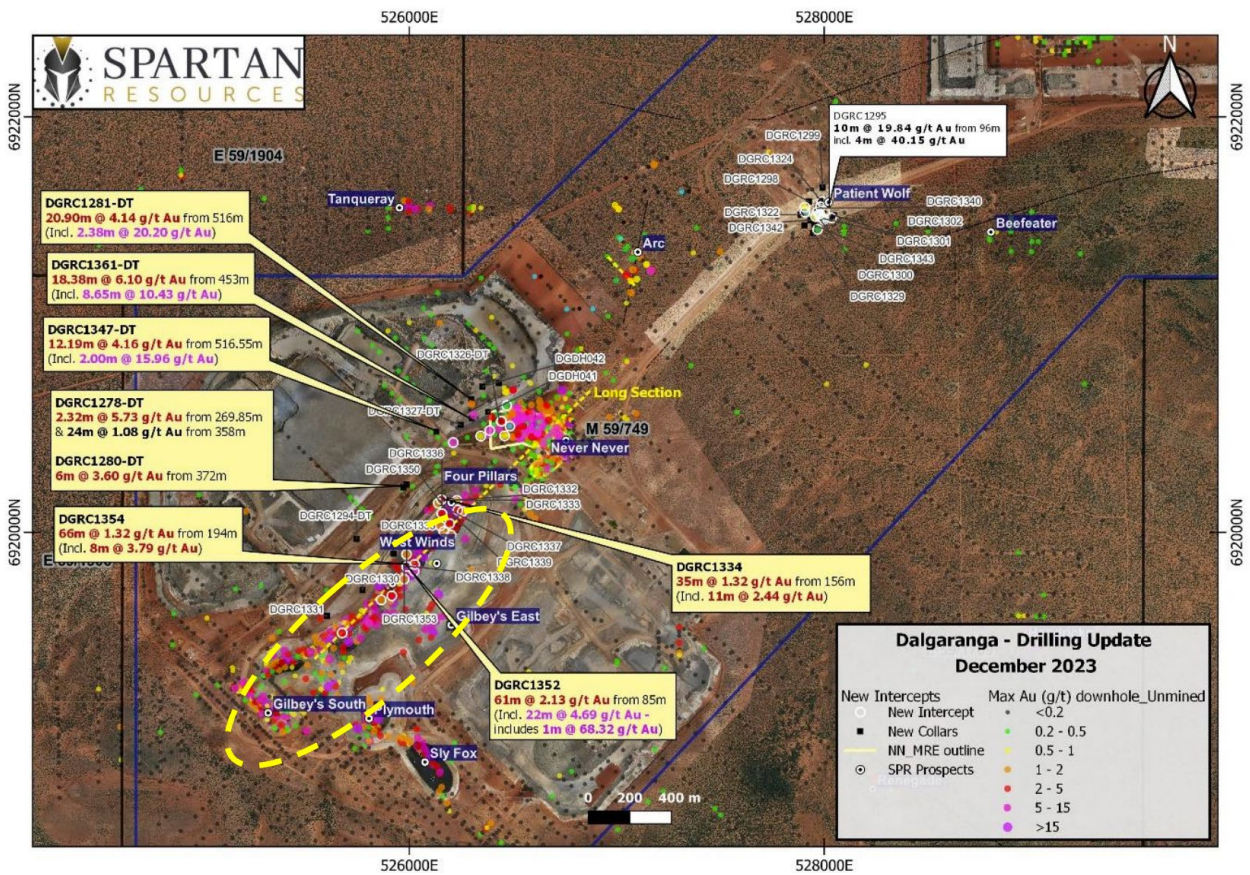 526000E
528000E
SPARTAN
RESOURCES
N
6922000N
6922000N
E 59/1904
DGRC1295
10m @ 19.84 g/t Au from 96m
incl. 4m @ 40.15 g/t Au
DGRC1299
DGRC1324
DGRC1298
Patient Wolf
DGRC1340
DGRC1322
DGRC1302
DGRC1342
DGRC1301
Beefeater
DGRC1343
DGRC1300
DGRC1329
Tanqueray
Arc
DGRC1281-DT
20.90m @ 4.14 g/t Au from 516m
(Incl. 2.38m @ 20.20 g/t Au)
DGRC1361-DT
18.38m @ 6.10 g/t Au from 453m
(Incl. 8.65m @ 10.43 g/t Au)
DGRC1347-DT
12.19m @ 4.16 g/t Au from 516.55m
(Incl. 2.00m @ 15.96 g/t Au)
DGRC1326-DT
DGDH042
DGDH041
Long Section
DGRC1327-DT
M 59/749
Never Never
DGRC1278-DT
2.32m @ 5.73 g/t Au from 269.85m
& 24m @ 1.08 g/t Au from 358m
DGRC1280-DT
6m @ 3.60 g/t Au from 372m
DGRC1336
DGRC1350
Four Pillars
DGRC1332
DGRC1333
DGRC1294-DT
DGRC1354
66m @ 1.32 g/t Au from 194m
(Incl. 8m @ 3.79 g/t Au)
6920000N
6920000N
West Winds
DGRC1337
DGRC1339
DGRC1338
DGRC1330
DGRC1334
35m @ 1.32 g/t Au from 156m
(Incl. 11m @ 2.44 g/t Au)
DGRC1331
DGRC1353
Gilbey's East
DGRC1352
61m @ 2.13 g/t Au from 85m
(Incl. 22m @ 4.69 g/t Au -
includes 1m @ 68.32 g/t Au)
Gilbey's South
Plymouth
Sly Fox
0 200 400 m
Dalgaranga - Drilling Update
December 2023
New Intercepts
New Intercept
New Collars
NN_MRE outline
SPR Prospects
Max Au (g/t) downhole_Unmined
<0.2
0.2 - 0.5
0.5 - 1
1 - 2
2 - 5
5 - 15
>15
526000E
528000E